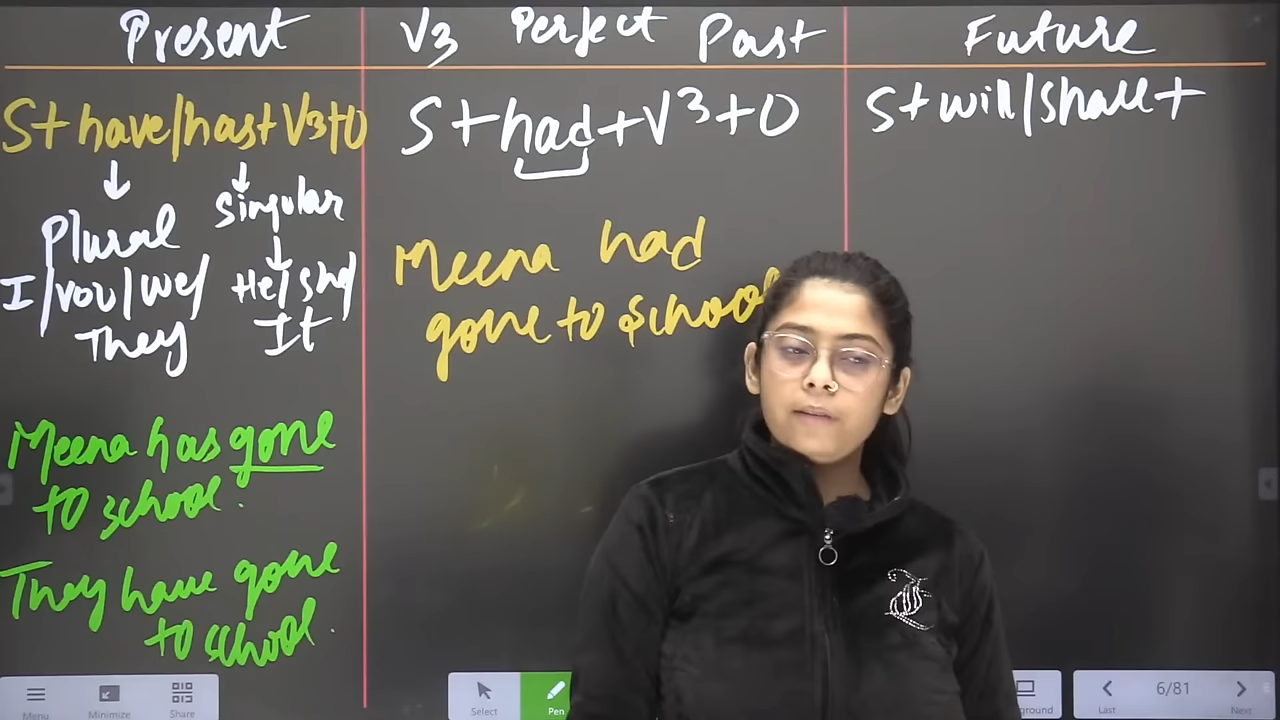 Present
V3 Perfect Past
Future
S+have/has+V3+O
Plural
Singular
I/you/we/
They
He/She/
It
Meena has gone
to school.
They have gone
to school.
S+had+V3+O
Meena had
gone to school
S+will/shall+
Menu
Minimize
Share
Select
Pen
ground
Last
6/81
Next